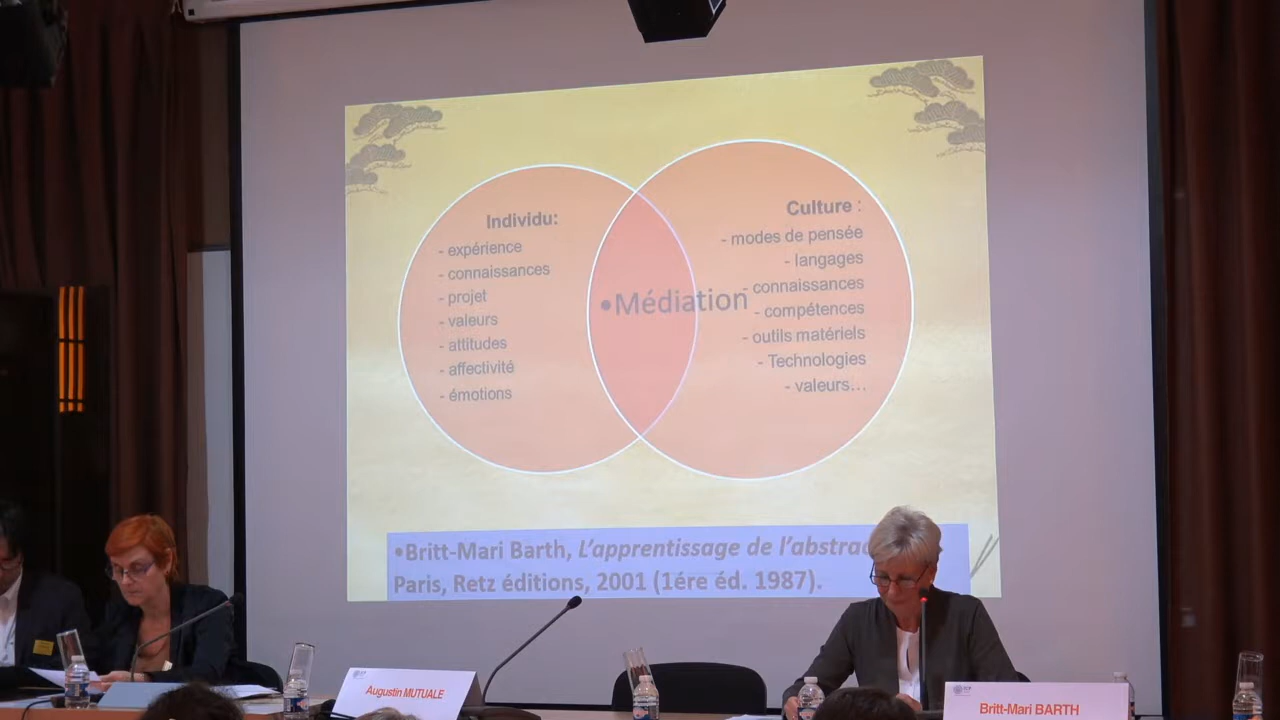 Individu:
- expérience
- connaissances
- projet
- valeurs
- attitudes
- affectivité
- émotions
•Médiation
Culture :
- modes de pensée
- langages
- connaissances
- compétences
- outils matériels
- Technologies
- valeurs…
•Britt-Mari Barth, L’apprentissage de l’abstrac
Paris, Retz éditions, 2001 (1ére éd. 1987).
Augustin MUTUALE
Britt-Mari BARTH